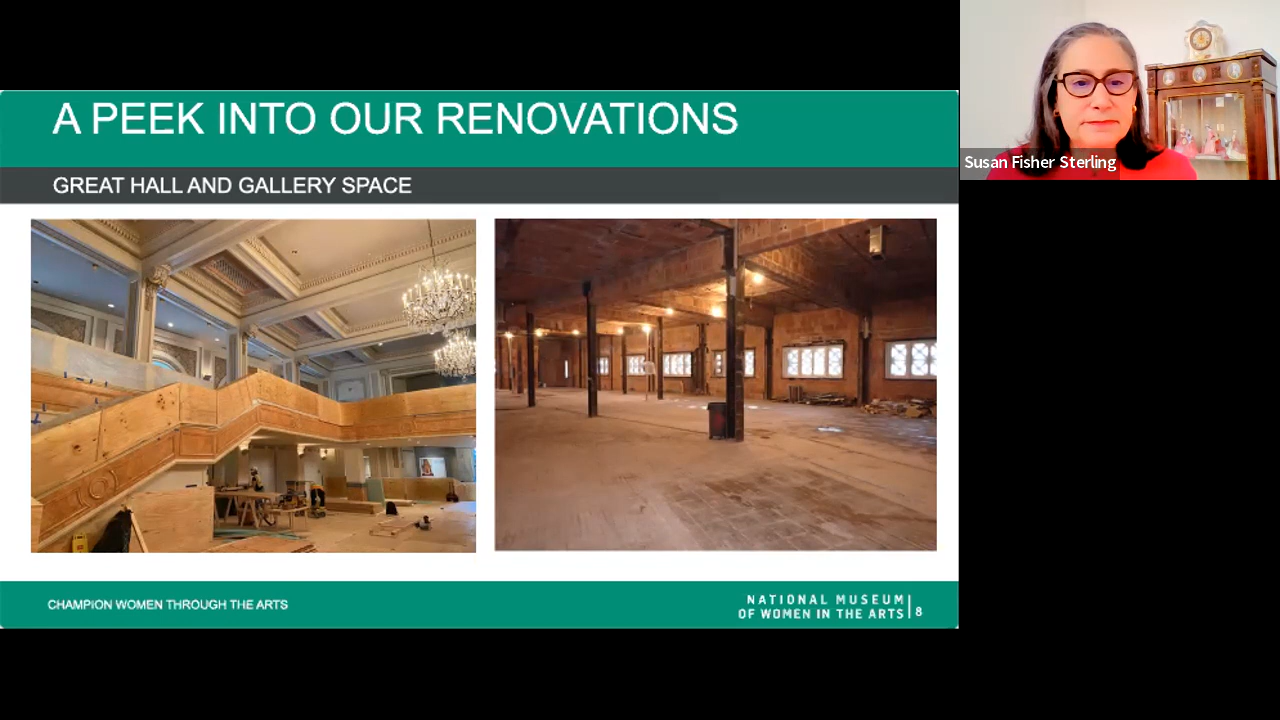 A PEEK INTO OUR RENOVATIONS
GREAT HALL AND GALLERY SPACE
Susan Fisher Sterling
CHAMPION WOMEN THROUGH THE ARTS
NATIONAL MUSEUM
OF WOMEN IN THE ARTS
8